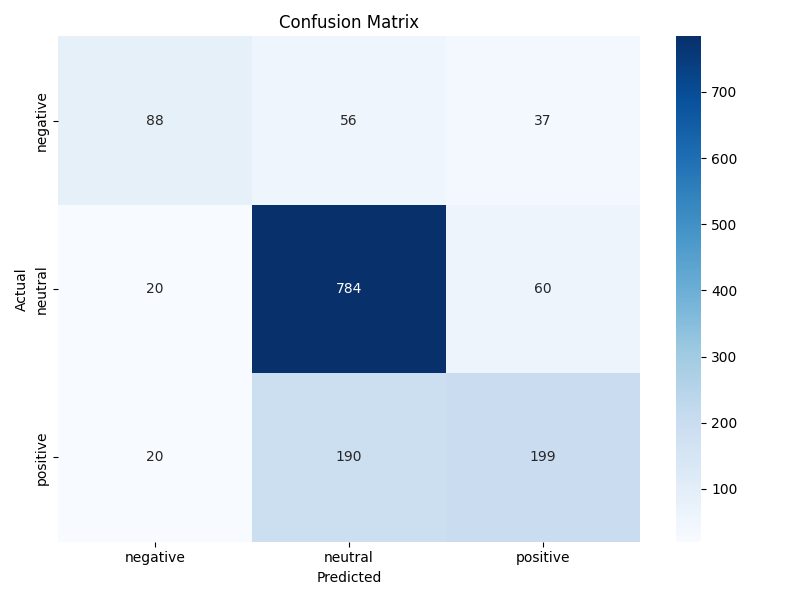 Confusion Matrix
Actual
negative
88 56 37
neutral
20 784 60
positive
20 190 199
negative neutral positive
Predicted
700
600
500
400
300
200
100